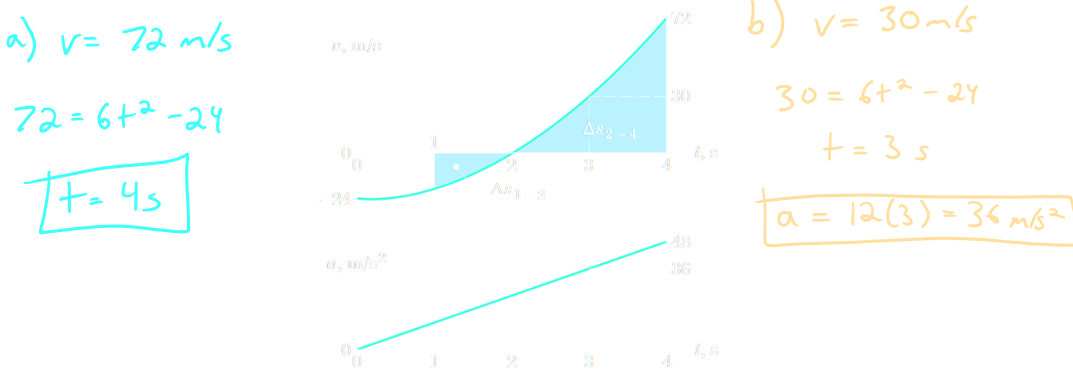 a) v = 72 m/s
72 = 6t² - 24
t = 4s
v, m/s
72
30
Δs₂₋₄
1
0
0
2
3
4
t, s
-24
Δs₁₋₂
a, m/s²
48
36
0
0
1
2
3
4
t, s
b) v = 30 m/s
30 = 6t² - 24
t = 3 s
a = 12(3) = 36 m/s²